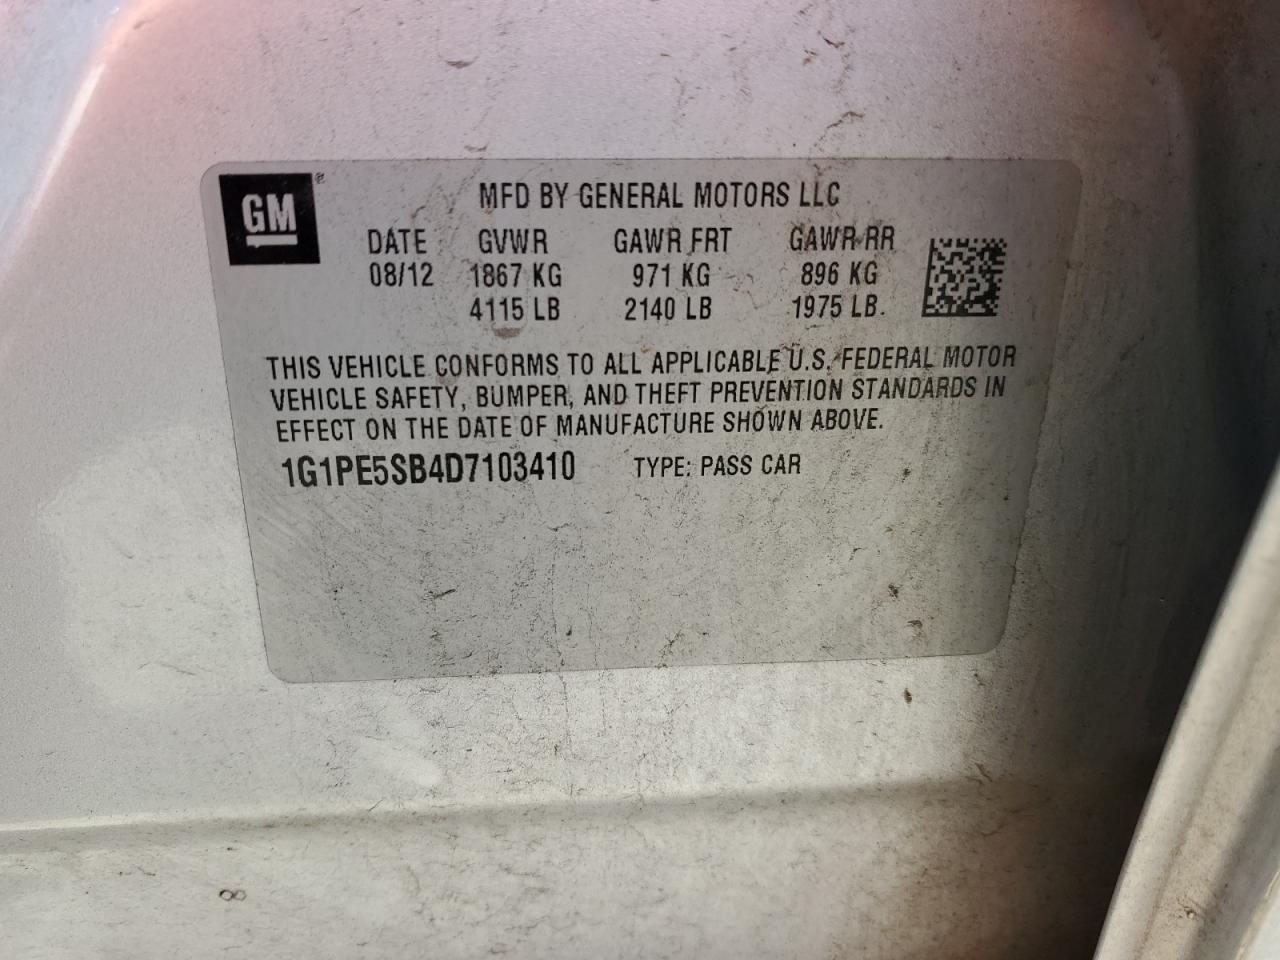 GM®
MFD BY GENERAL MOTORS LLC
DATE GVWR GAWR FRT GAWR RR
08/12 1867 KG 971 KG 896 KG
4115 LB 2140 LB 1975 LB
THIS VEHICLE CONFORMS TO ALL APPLICABLE U.S. FEDERAL MOTOR
VEHICLE SAFETY, BUMPER, AND THEFT PREVENTION STANDARDS IN
EFFECT ON THE DATE OF MANUFACTURE SHOWN ABOVE.
1G1PE5SB4D7103410 TYPE: PASS CAR